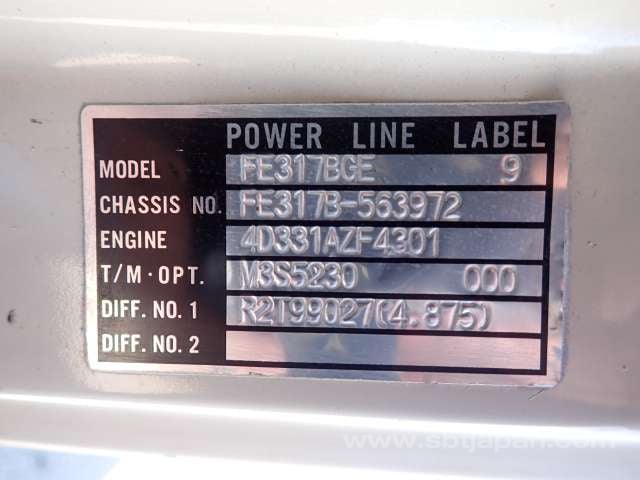 POWER LINE LABEL
MODEL FE317BGE 9
CHASSIS NO. FE317B-563972
ENGINE 4D331AZF4301
T/M·OPT. M3S5230 000
DIFF. NO. 1 R2T99027(4.875)
DIFF. NO. 2
www.sbtjapan.com